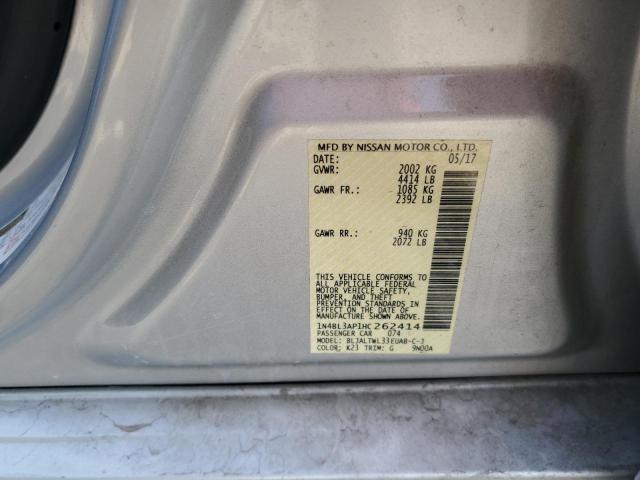 MFD BY NISSAN MOTOR CO., LTD.
DATE: 05/17
GVWR: 2002 KG
4414 LB
GAWR FR.: 1085 KG
2392 LB
GAWR RR.: 940 KG
2072 LB
THIS VEHICLE CONFORMS TO
ALL APPLICABLE FEDERAL
MOTOR VEHICLE SAFETY,
BUMPER, AND THEFT
PREVENTION STANDARDS IN
EFFECT ON THE DATE OF
MANUFACTURE SHOWN ABOVE.
1N4BL3AP1HC262414
PASSENGER CAR 074
MODEL: BLJALTWL33EUAB-C-J
COLOR: K23 TRIM: G 9N00A